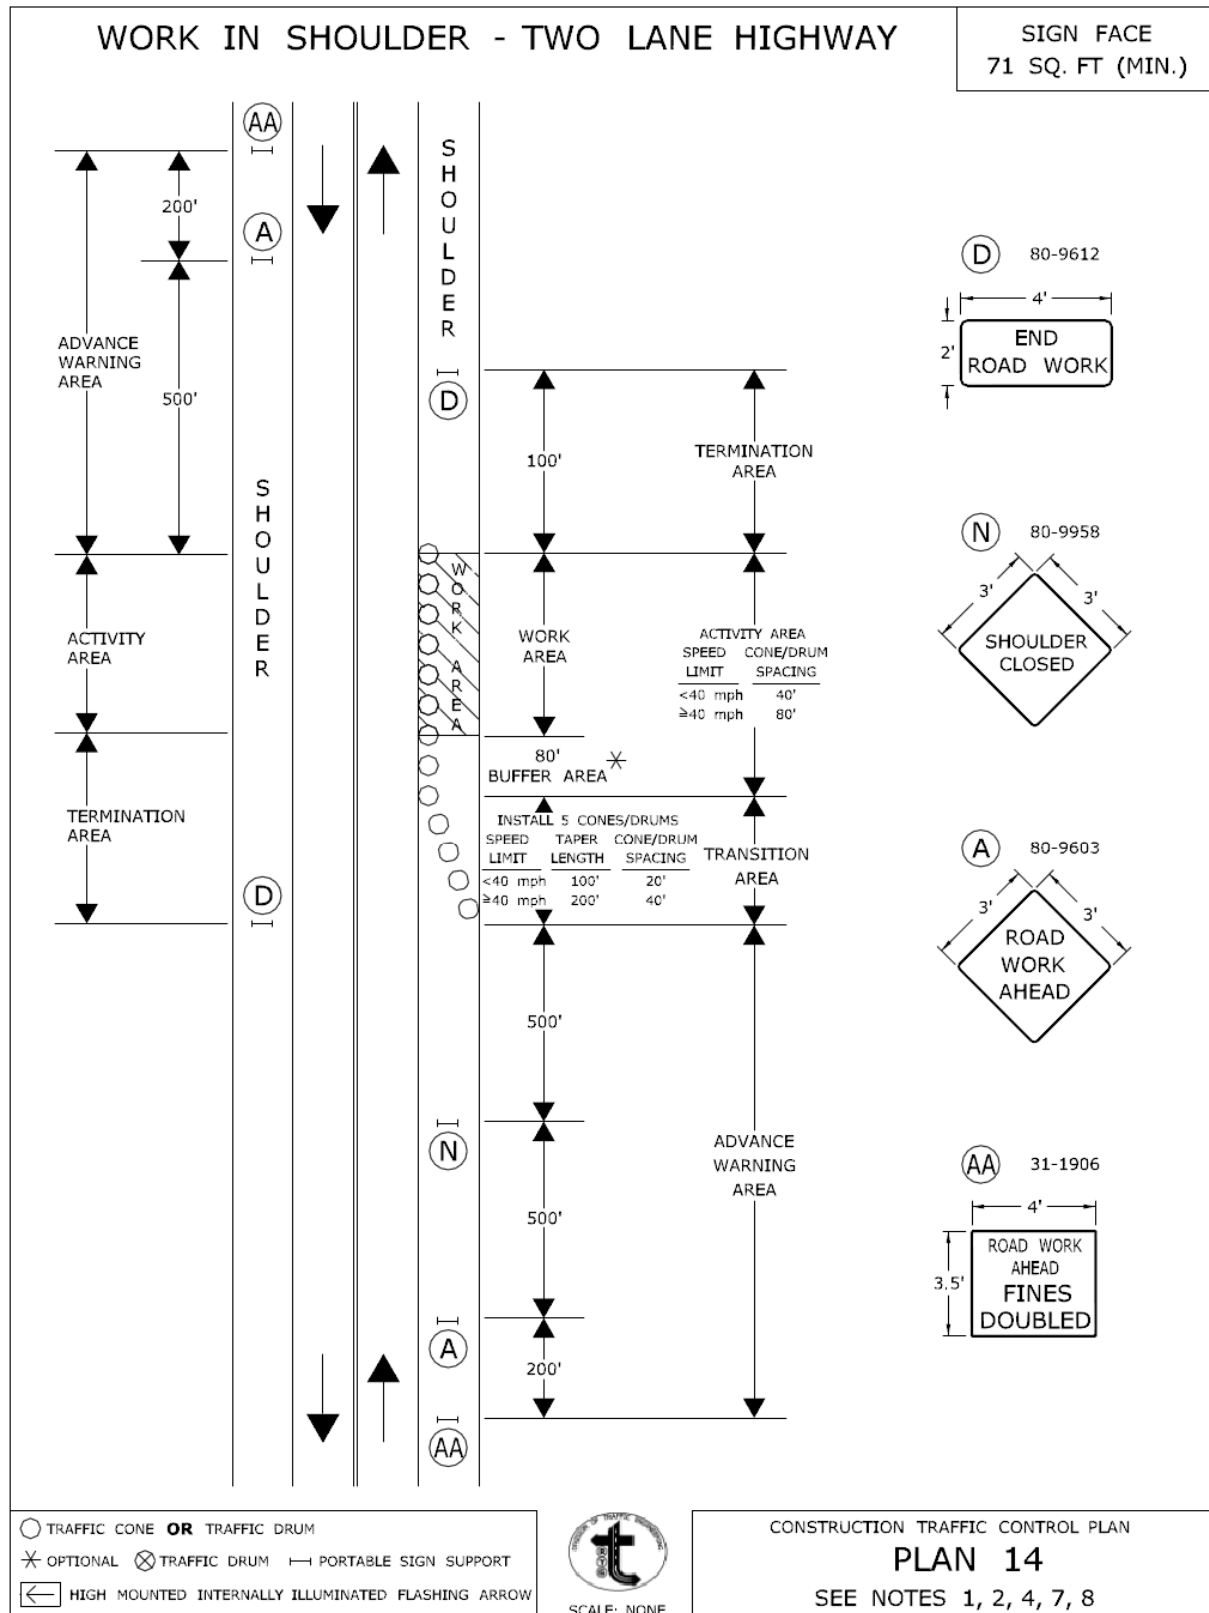 WORK IN SHOULDER - TWO LANE HIGHWAY
SIGN FACE
71 SQ. FT (MIN.)
AA
200'
A
500'
ADVANCE
WARNING
AREA
SHOULDER
SHOULDER
D
100'
TERMINATION
AREA
ACTIVITY
AREA
WORK AREA
WORK
AREA
ACTIVITY AREA
SPEED CONE/DRUM
LIMIT SPACING
<40 mph 40'
≥40 mph 80'
80'
BUFFER AREA *
TERMINATION
AREA
D
INSTALL 5 CONES/DRUMS
SPEED TAPER CONE/DRUM
LIMIT LENGTH SPACING
<40 mph 100' 20'
≥40 mph 200' 40'
TRANSITION
AREA
500'
N
500'
ADVANCE
WARNING
AREA
A
200'
AA
D 80-9612
4'
2'
END
ROAD WORK
N 80-9958
3' 3'
SHOULDER
CLOSED
A 80-9603
3' 3'
ROAD
WORK
AHEAD
AA 31-1906
4'
3.5'
ROAD WORK
AHEAD
FINES
DOUBLED
TRAFFIC CONE OR TRAFFIC DRUM
* OPTIONAL TRAFFIC DRUM PORTABLE SIGN SUPPORT
HIGH MOUNTED INTERNALLY ILLUMINATED FLASHING ARROW
DIVISION OF TRAFFIC ENGINEERING
SCALE: NONE
CONSTRUCTION TRAFFIC CONTROL PLAN
PLAN 14
SEE NOTES 1, 2, 4, 7, 8